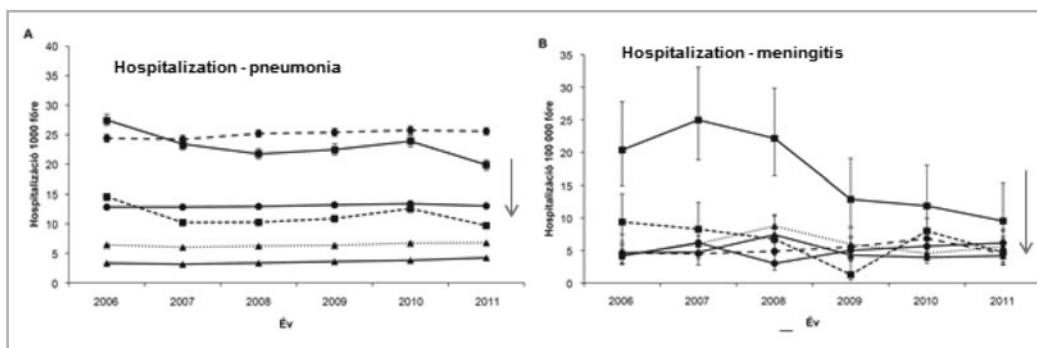 A
Hospitalization - pneumonia
Hospitalizáció 1000 főre
40
35
30
25
20
15
10
5
0
2006 2007 2008 2009 2010 2011
Év
B
Hospitalization - meningitis
Hospitalizáció 100 000 főre
35
30
25
20
15
10
5
0
2006 2007 2008 2009 2010 2011
Év